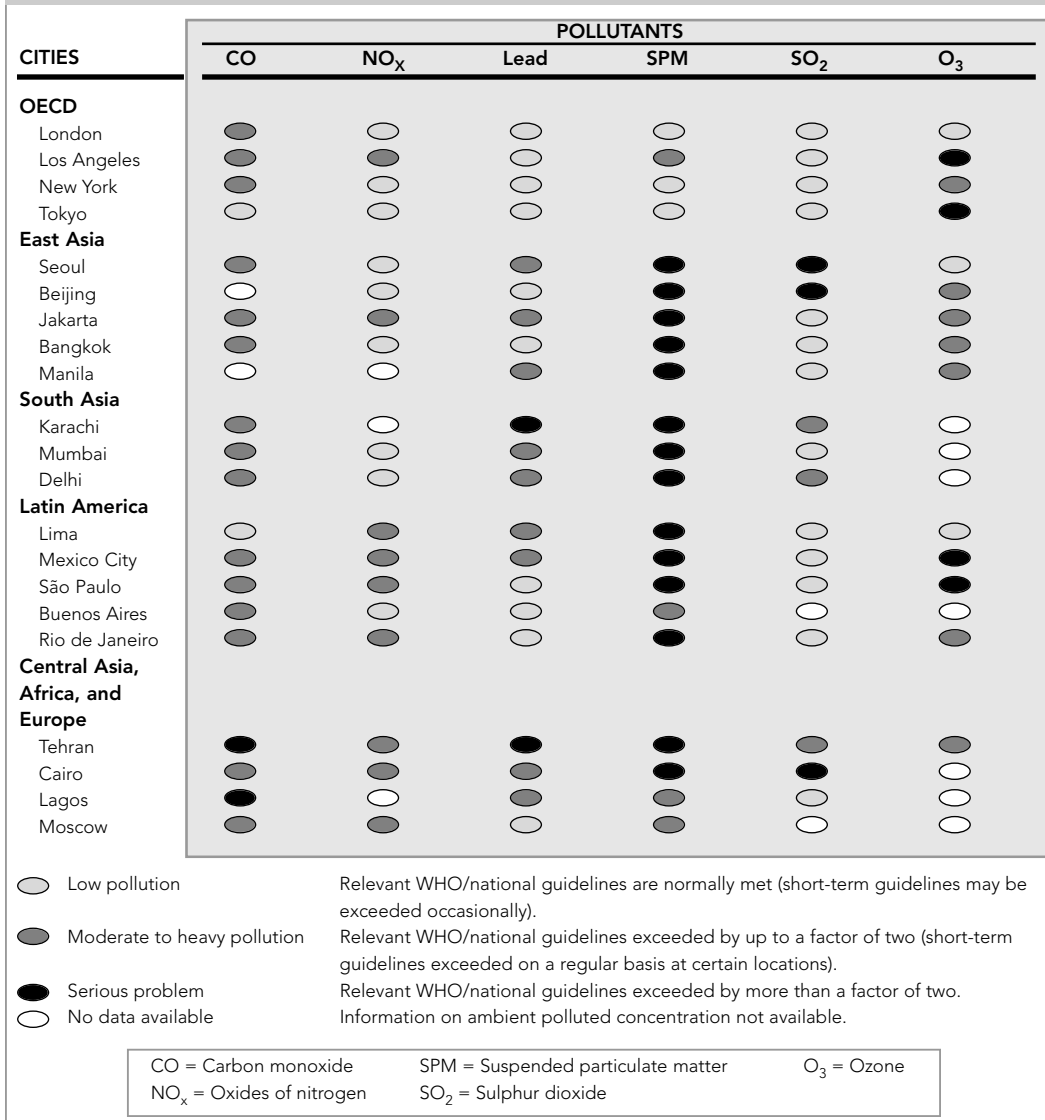 POLLUTANTS
CITIES CO NOX Lead SPM SO2 O3
OECD
London
Los Angeles
New York
Tokyo
East Asia
Seoul
Beijing
Jakarta
Bangkok
Manila
South Asia
Karachi
Mumbai
Delhi
Latin America
Lima
Mexico City
São Paulo
Buenos Aires
Rio de Janeiro
Central Asia,
Africa, and
Europe
Tehran
Cairo
Lagos
Moscow
Low pollution Relevant WHO/national guidelines are normally met (short-term guidelines may be
exceeded occasionally).
Moderate to heavy pollution Relevant WHO/national guidelines exceeded by up to a factor of two (short-term
guidelines exceeded on a regular basis at certain locations).
Serious problem Relevant WHO/national guidelines exceeded by more than a factor of two.
No data available Information on ambient polluted concentration not available.
CO = Carbon monoxide SPM = Suspended particulate matter O3 = Ozone
NOx = Oxides of nitrogen SO2 = Sulphur dioxide